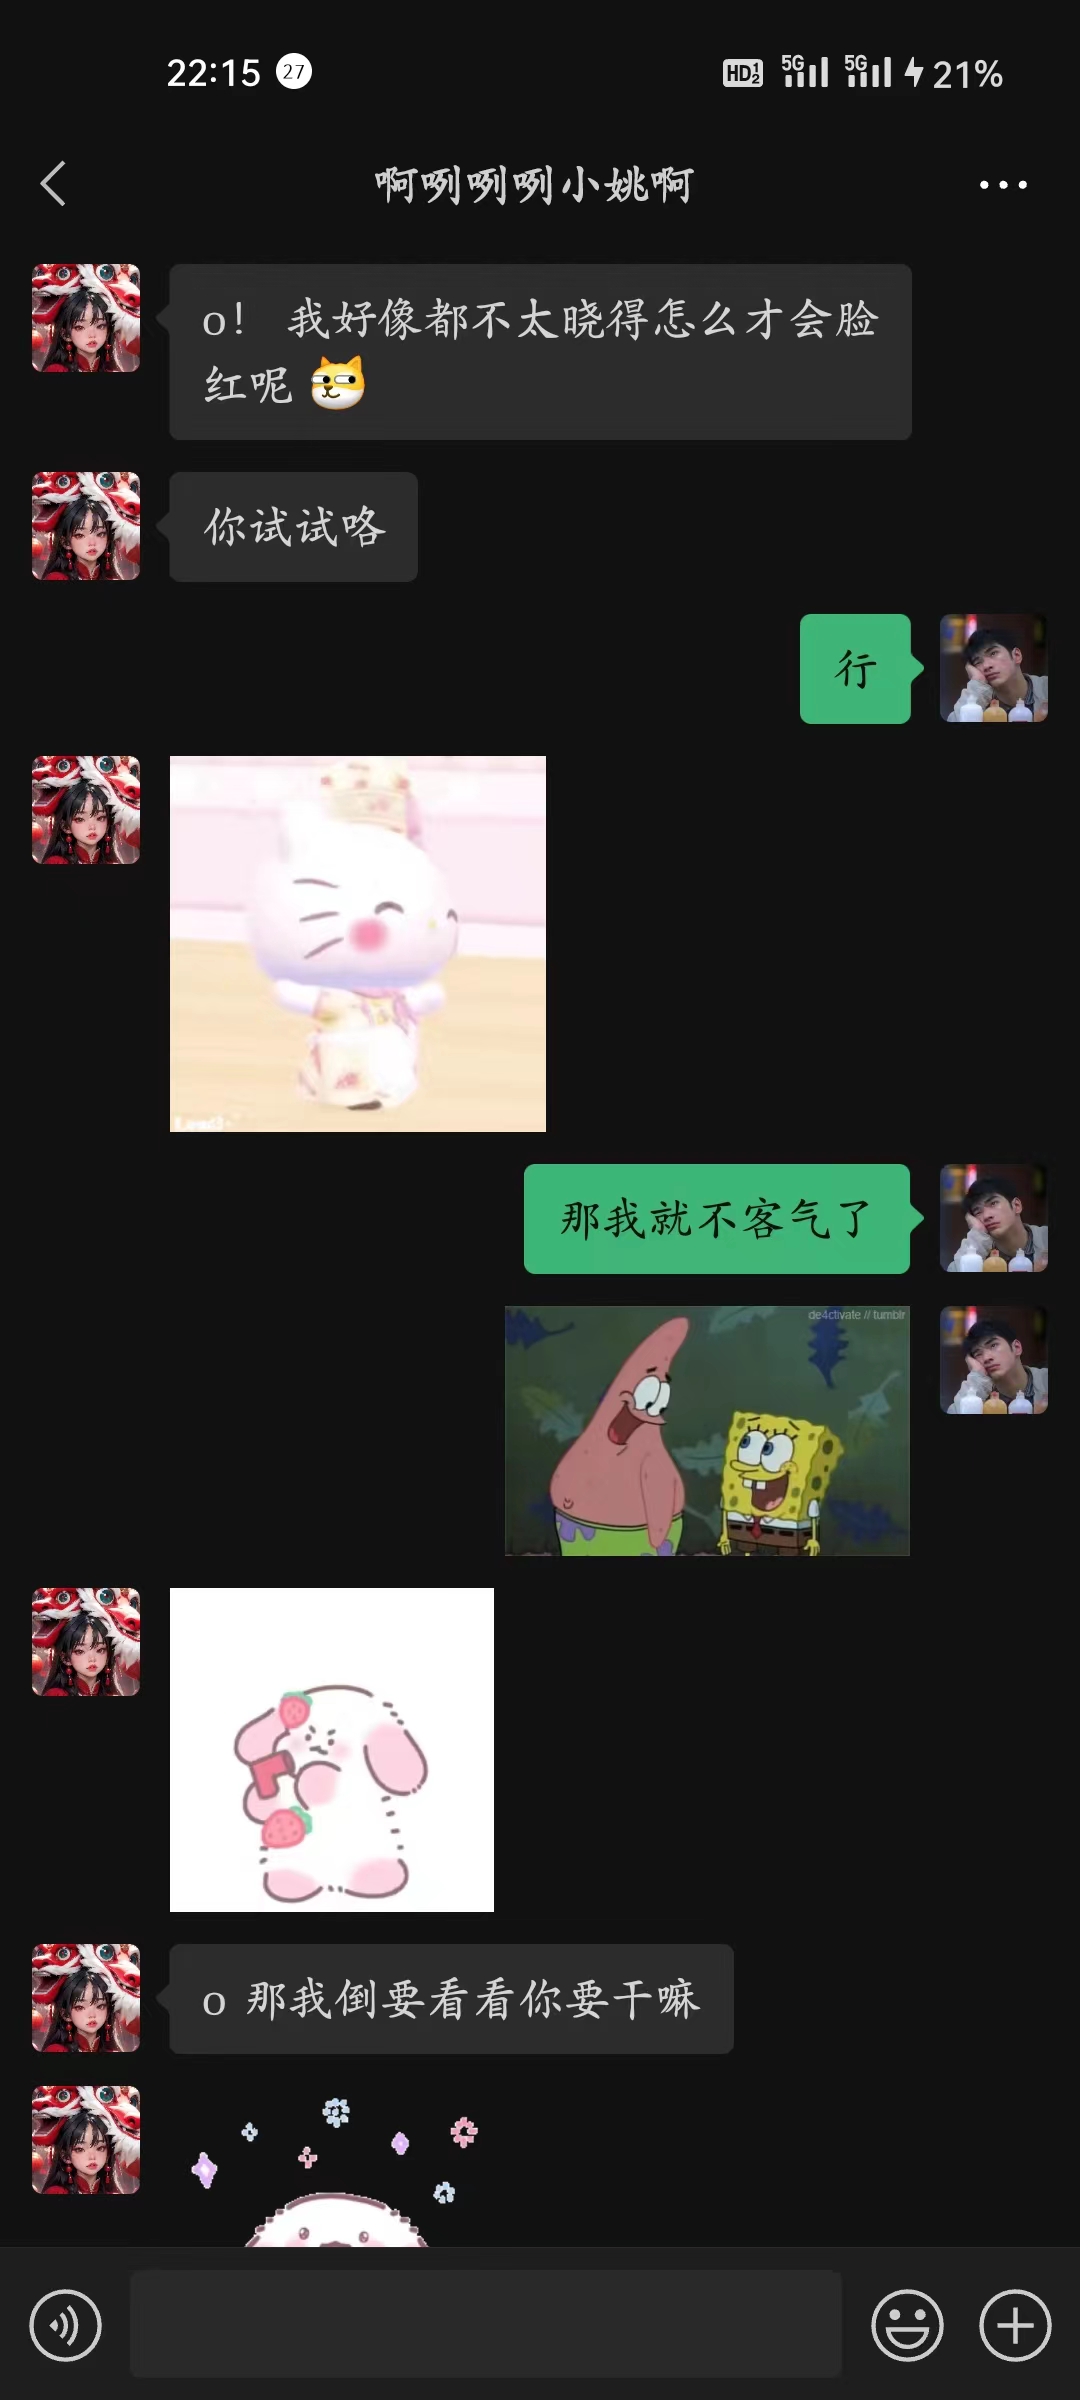 22:15 27 HD 1 2 5G 5G 21%
啊咧咧咧小姚啊
o! 我好像都不太晓得怎么才会脸
红呢
你试试咯
行
那我就不客气了
de4ctivate // tumblr
o 那我倒要看看你要干嘛